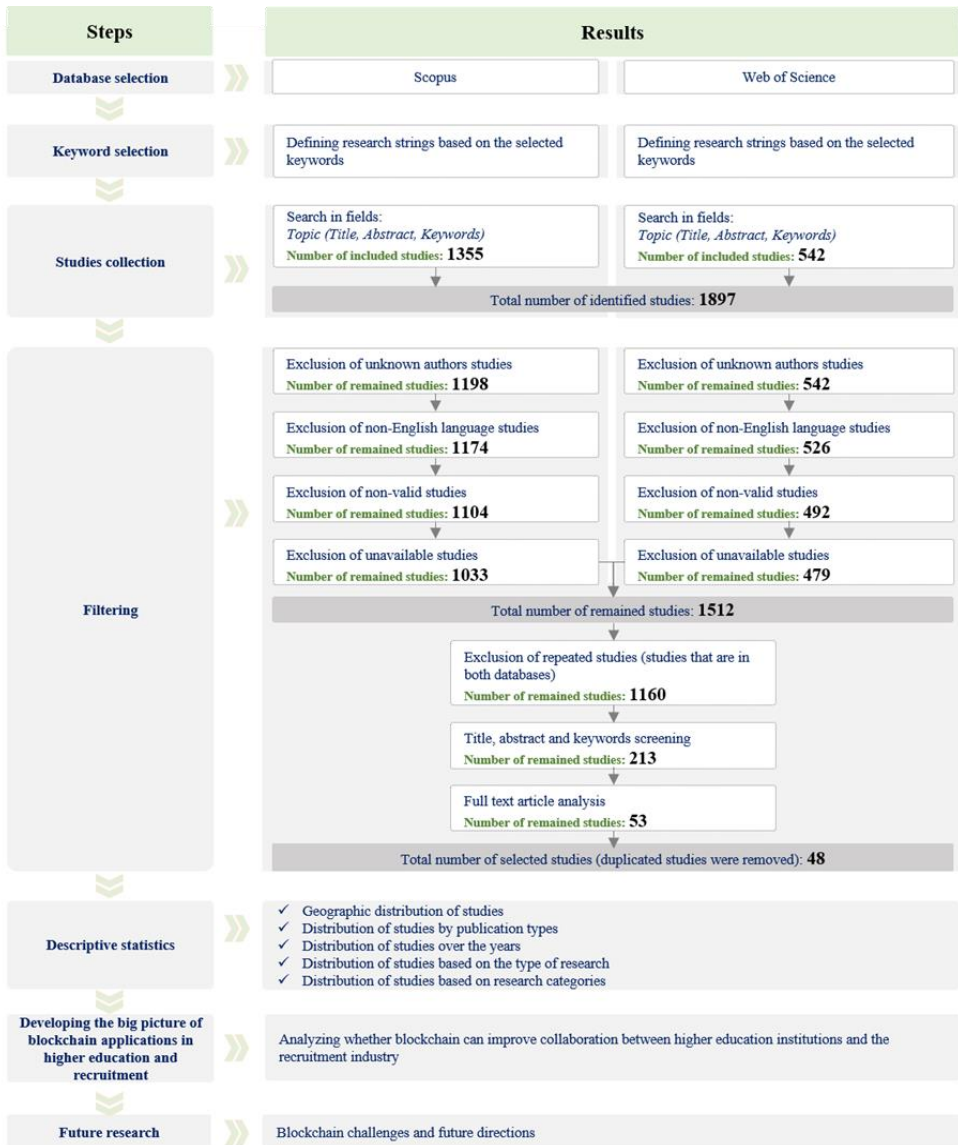 Steps
Results
Database selection
Scopus
Web of Science
Keyword selection
Defining research strings based on the selected
keywords
Defining research strings based on the selected
keywords
Studies collection
Search in fields:
Topic (Title, Abstract, Keywords)
Number of included studies: 1355
Search in fields:
Topic (Title, Abstract, Keywords)
Number of included studies: 542
Total number of identified studies: 1897
Filtering
Exclusion of unknown authors studies
Number of remained studies: 1198
Exclusion of unknown authors studies
Number of remained studies: 542
Exclusion of non-English language studies
Number of remained studies: 1174
Exclusion of non-English language studies
Number of remained studies: 526
Exclusion of non-valid studies
Number of remained studies: 1104
Exclusion of non-valid studies
Number of remained studies: 492
Exclusion of unavailable studies
Number of remained studies: 1033
Exclusion of unavailable studies
Number of remained studies: 479
Total number of remained studies: 1512
Exclusion of repeated studies (studies that are in
both databases)
Number of remained studies: 1160
Title, abstract and keywords screening
Number of remained studies: 213
Full text article analysis
Number of remained studies: 53
Total number of selected studies (duplicated studies were removed): 48
Descriptive statistics
✓ Geographic distribution of studies
✓ Distribution of studies by publication types
✓ Distribution of studies over the years
✓ Distribution of studies based on the type of research
✓ Distribution of studies based on research categories
Developing the big picture of
blockchain applications in
higher education and
recruitment
Analyzing whether blockchain can improve collaboration between higher education institutions and the
recruitment industry
Future research
Blockchain challenges and future directions